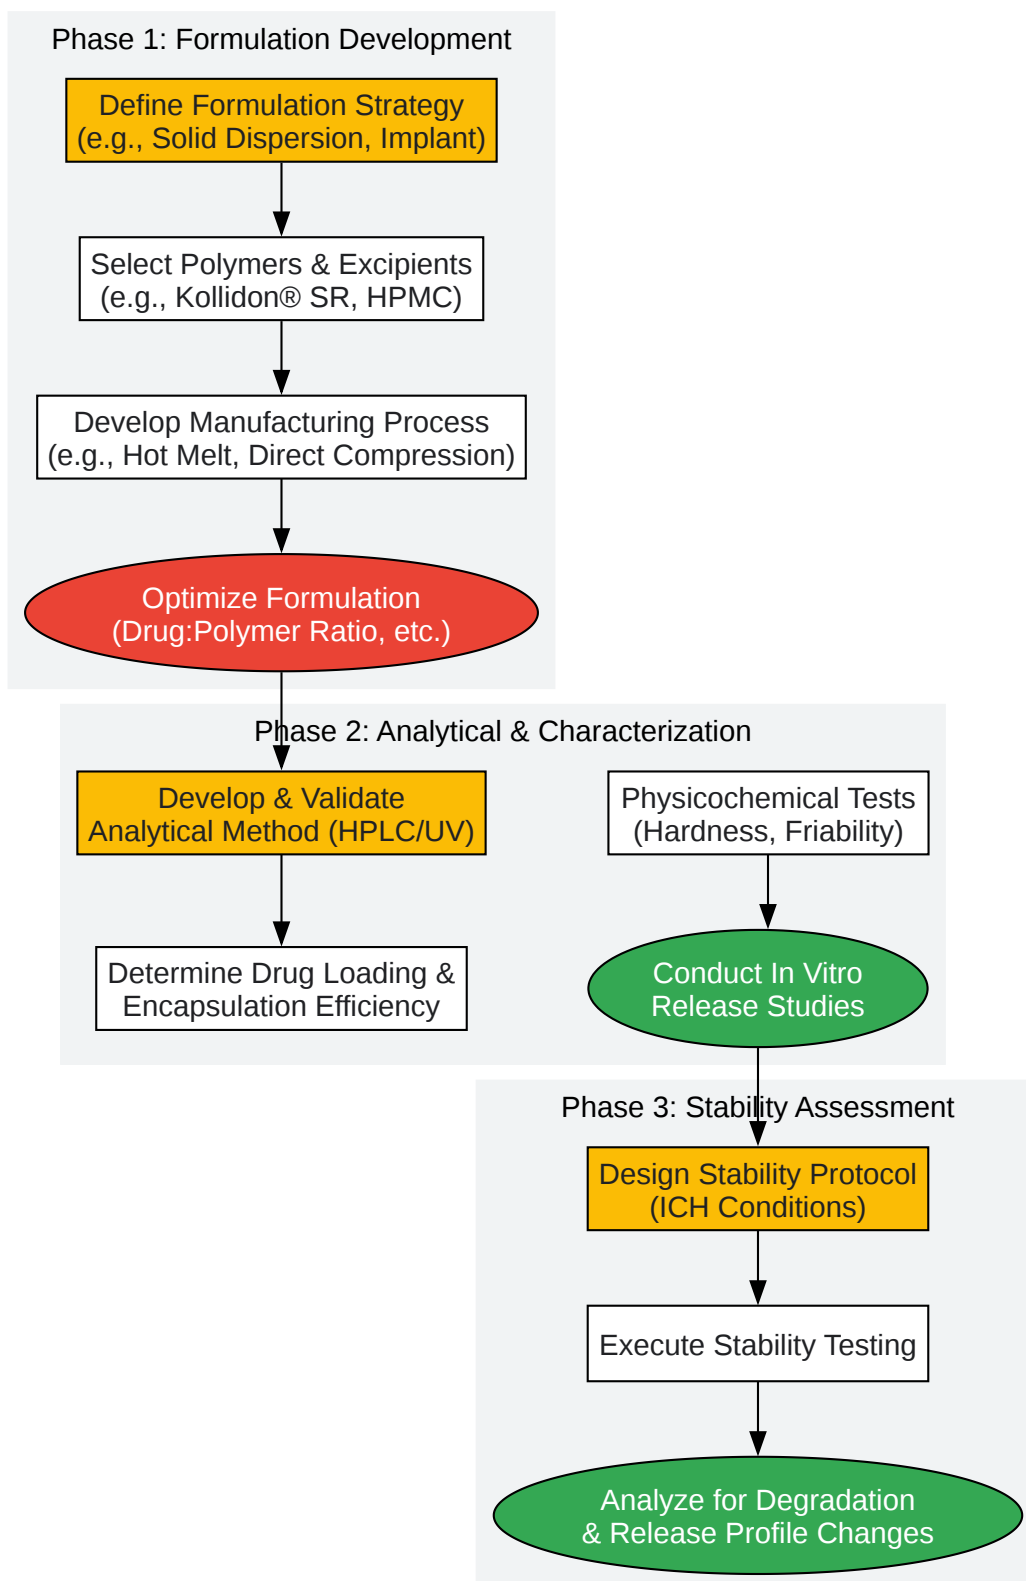 Phase 1: Formulation Development
Define Formulation Strategy
(e.g., Solid Dispersion, Implant)
Select Polymers & Excipients
(e.g., Kollidon® SR, HPMC)
Develop Manufacturing Process
(e.g., Hot Melt, Direct Compression)
Optimize Formulation
(Drug:Polymer Ratio, etc.)
Phase 2: Analytical & Characterization
Develop & Validate
Analytical Method (HPLC/UV)
Physicochemical Tests
(Hardness, Friability)
Determine Drug Loading &
Encapsulation Efficiency
Conduct In Vitro
Release Studies
Phase 3: Stability Assessment
Design Stability Protocol
(ICH Conditions)
Execute Stability Testing
Analyze for Degradation
& Release Profile Changes